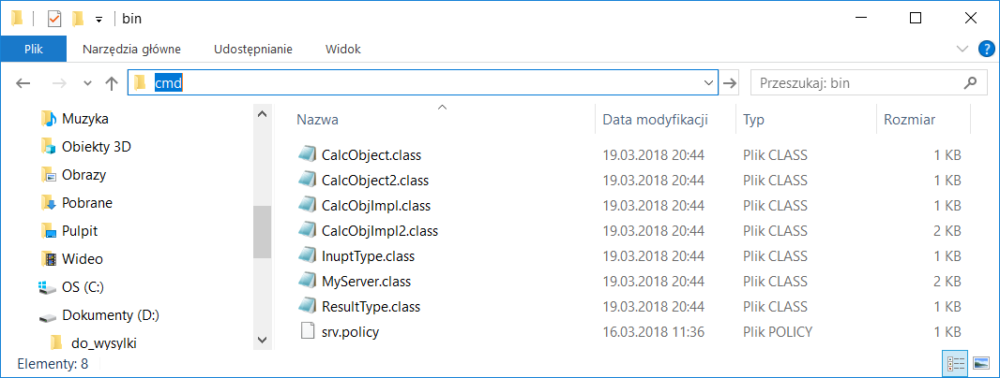 bin
Plik Narzędzia główne Udostępnianie Widok
cmd Przeszukaj: bin
Muzyka
Obiekty 3D
Obrazy
Pobrane
Pulpit
Wideo
OS (C:)
Dokumenty (D:)
do_wysylki
Nazwa Data modyfikacji Typ Rozmiar
CalcObject.class 19.03.2018 20:44 Plik CLASS 1 KB
CalcObject2.class 19.03.2018 20:44 Plik CLASS 1 KB
CalcObjImpl.class 19.03.2018 20:44 Plik CLASS 1 KB
CalcObjImpl2.class 19.03.2018 20:44 Plik CLASS 2 KB
InuptType.class 19.03.2018 20:44 Plik CLASS 1 KB
MyServer.class 19.03.2018 20:44 Plik CLASS 2 KB
ResultType.class 19.03.2018 20:44 Plik CLASS 1 KB
srv.policy 16.03.2018 11:36 Plik POLICY 1 KB
Elementy: 8